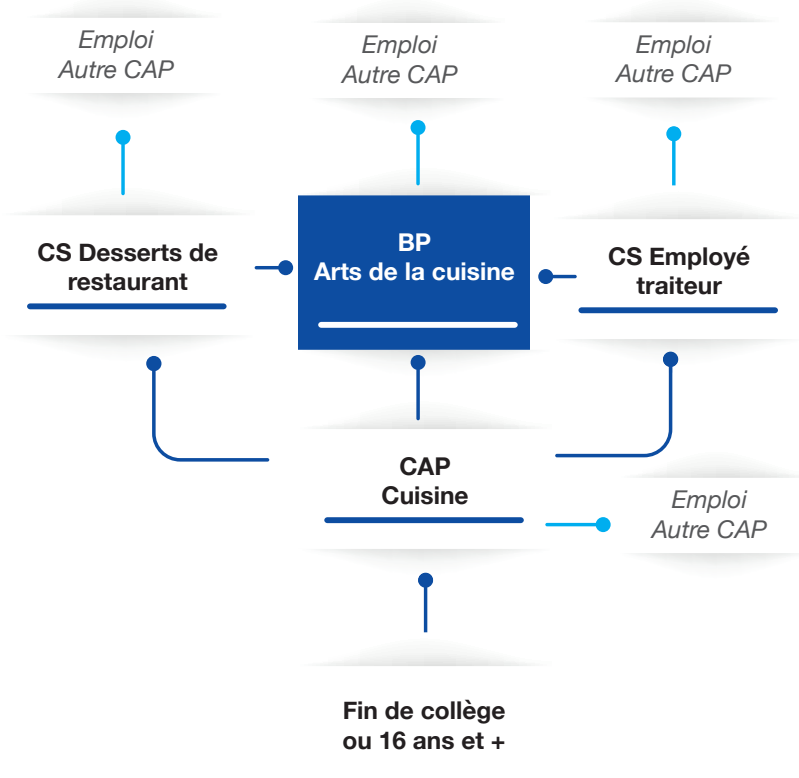 Emploi
Autre CAP
Emploi
Autre CAP
Emploi
Autre CAP
CS Desserts de
restaurant
BP
Arts de la cuisine
CS Employé
traiteur
CAP
Cuisine
Emploi
Autre CAP
Fin de collège
ou 16 ans et +